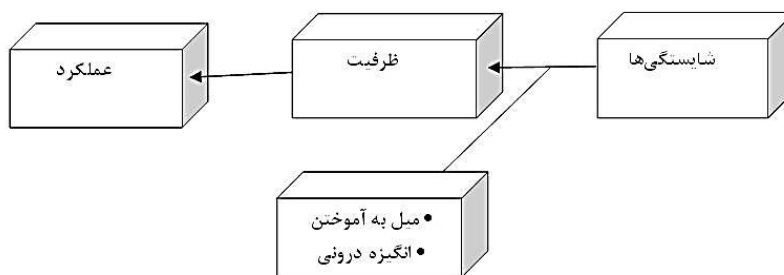 شایستگی‌ها
ظرفیت
عملکرد
• میل به آموختن
• انگیزه درونی